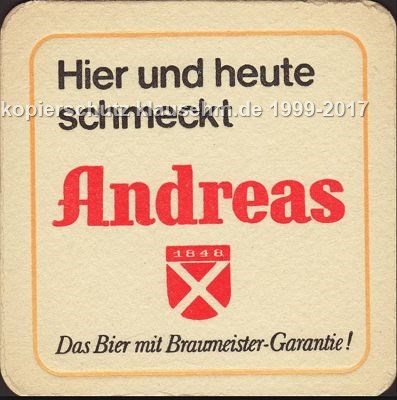 Hier und heute
kopierschutz-klausehm.de 1999-2017
schmeckt
Andreas
1848
Das Bier mit Braumeister-Garantie!